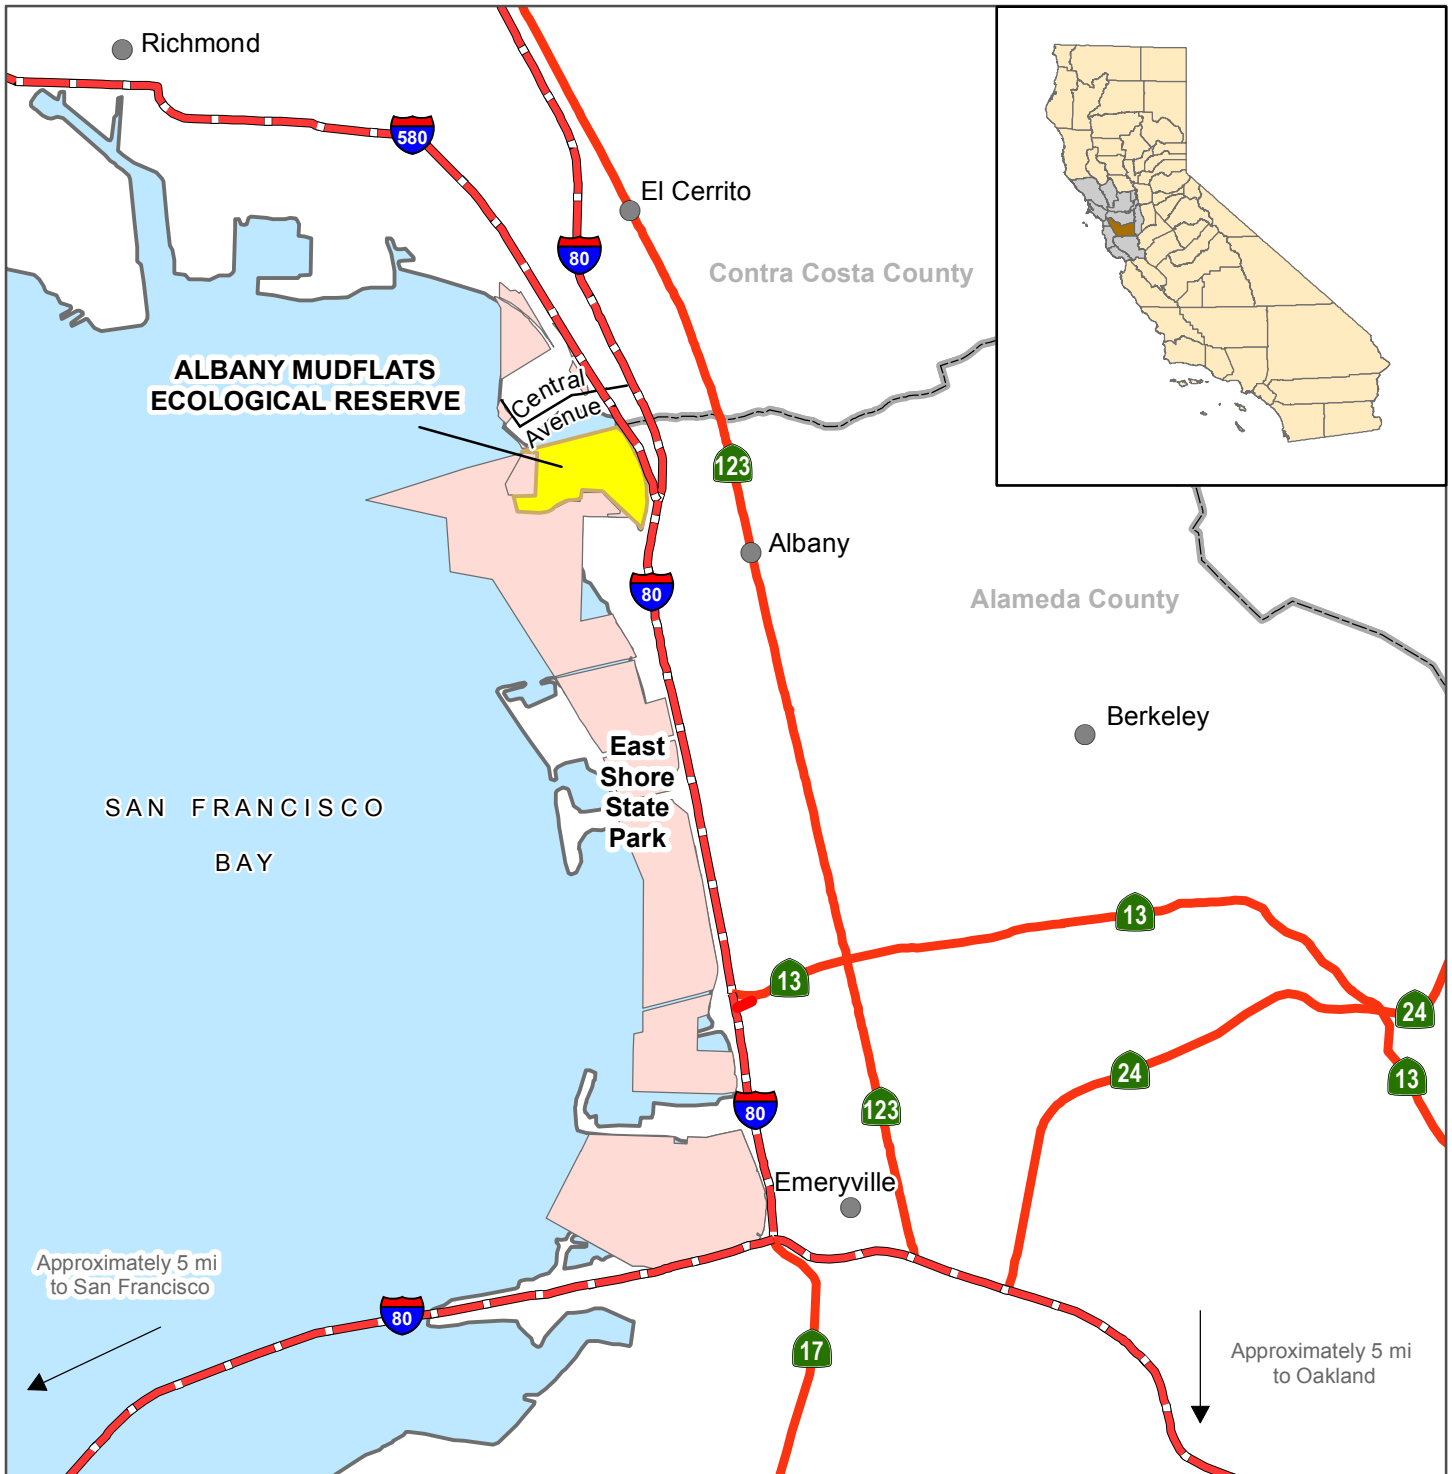 Richmond
580
El Cerrito
80
Contra Costa County
ALBANY MUDFLATS
ECOLOGICAL RESERVE
Central
Avenue
123
Albany
80
Alameda County
Berkeley
East
Shore
State
Park
SAN FRANCISCO
BAY
13
13
24
24
13
123
80
Emeryville
Approximately 5 mi
to San Francisco
80
17
Approximately 5 mi
to Oakland